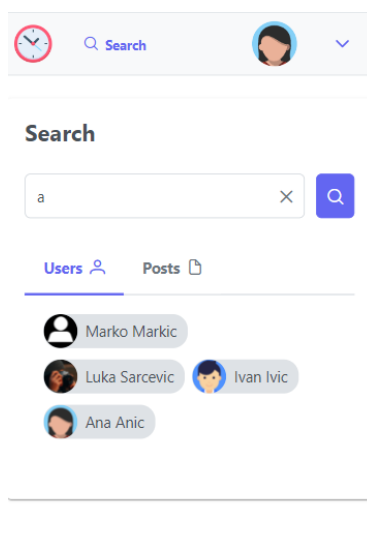 Search
Search
a
Users Posts
Marko Markic
Luka Sarcevic Ivan Ivic
Ana Anic